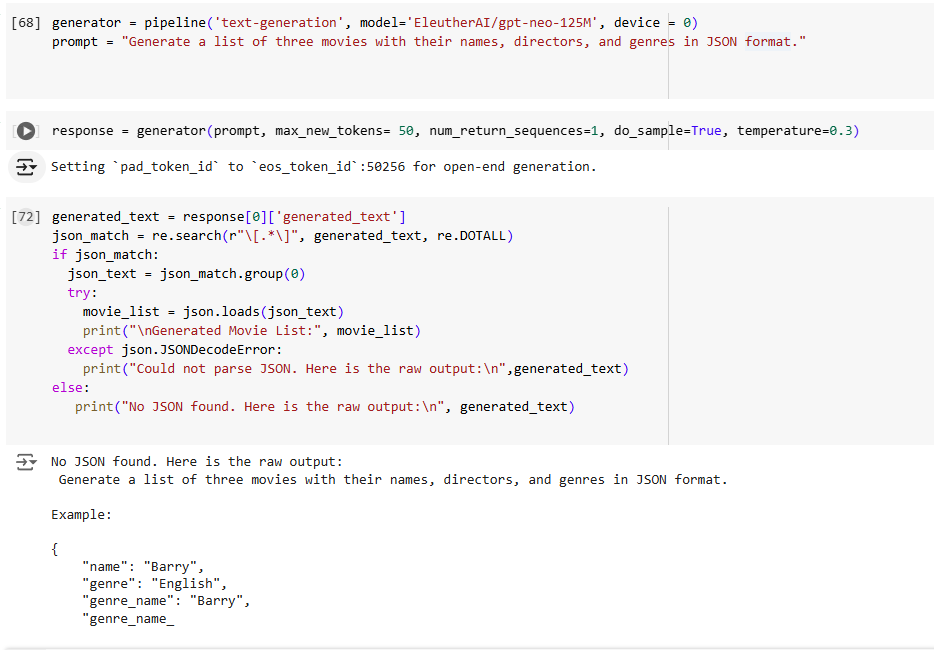 [68] generator = pipeline('text-generation', model='EleutherAI/gpt-neo-125M', device = 0)
prompt = "Generate a list of three movies with their names, directors, and genres in JSON format."
response = generator(prompt, max_new_tokens= 50, num_return_sequences=1, do_sample=True, temperature=0.3)
Setting `pad_token_id` to `eos_token_id`:50256 for open-end generation.
[72] generated_text = response[0]['generated_text']
json_match = re.search(r"\[.*\]", generated_text, re.DOTALL)
if json_match:
  json_text = json_match.group(0)
  try:
    movie_list = json.loads(json_text)
    print("\nGenerated Movie List:", movie_list)
  except json.JSONDecodeError:
    print("Could not parse JSON. Here is the raw output:\n",generated_text)
else:
   print("No JSON found. Here is the raw output:\n", generated_text)
No JSON found. Here is the raw output:
 Generate a list of three movies with their names, directors, and genres in JSON format.
Example:
{
    "name": "Barry",
    "genre": "English",
    "genre_name": "Barry",
    "genre_name_